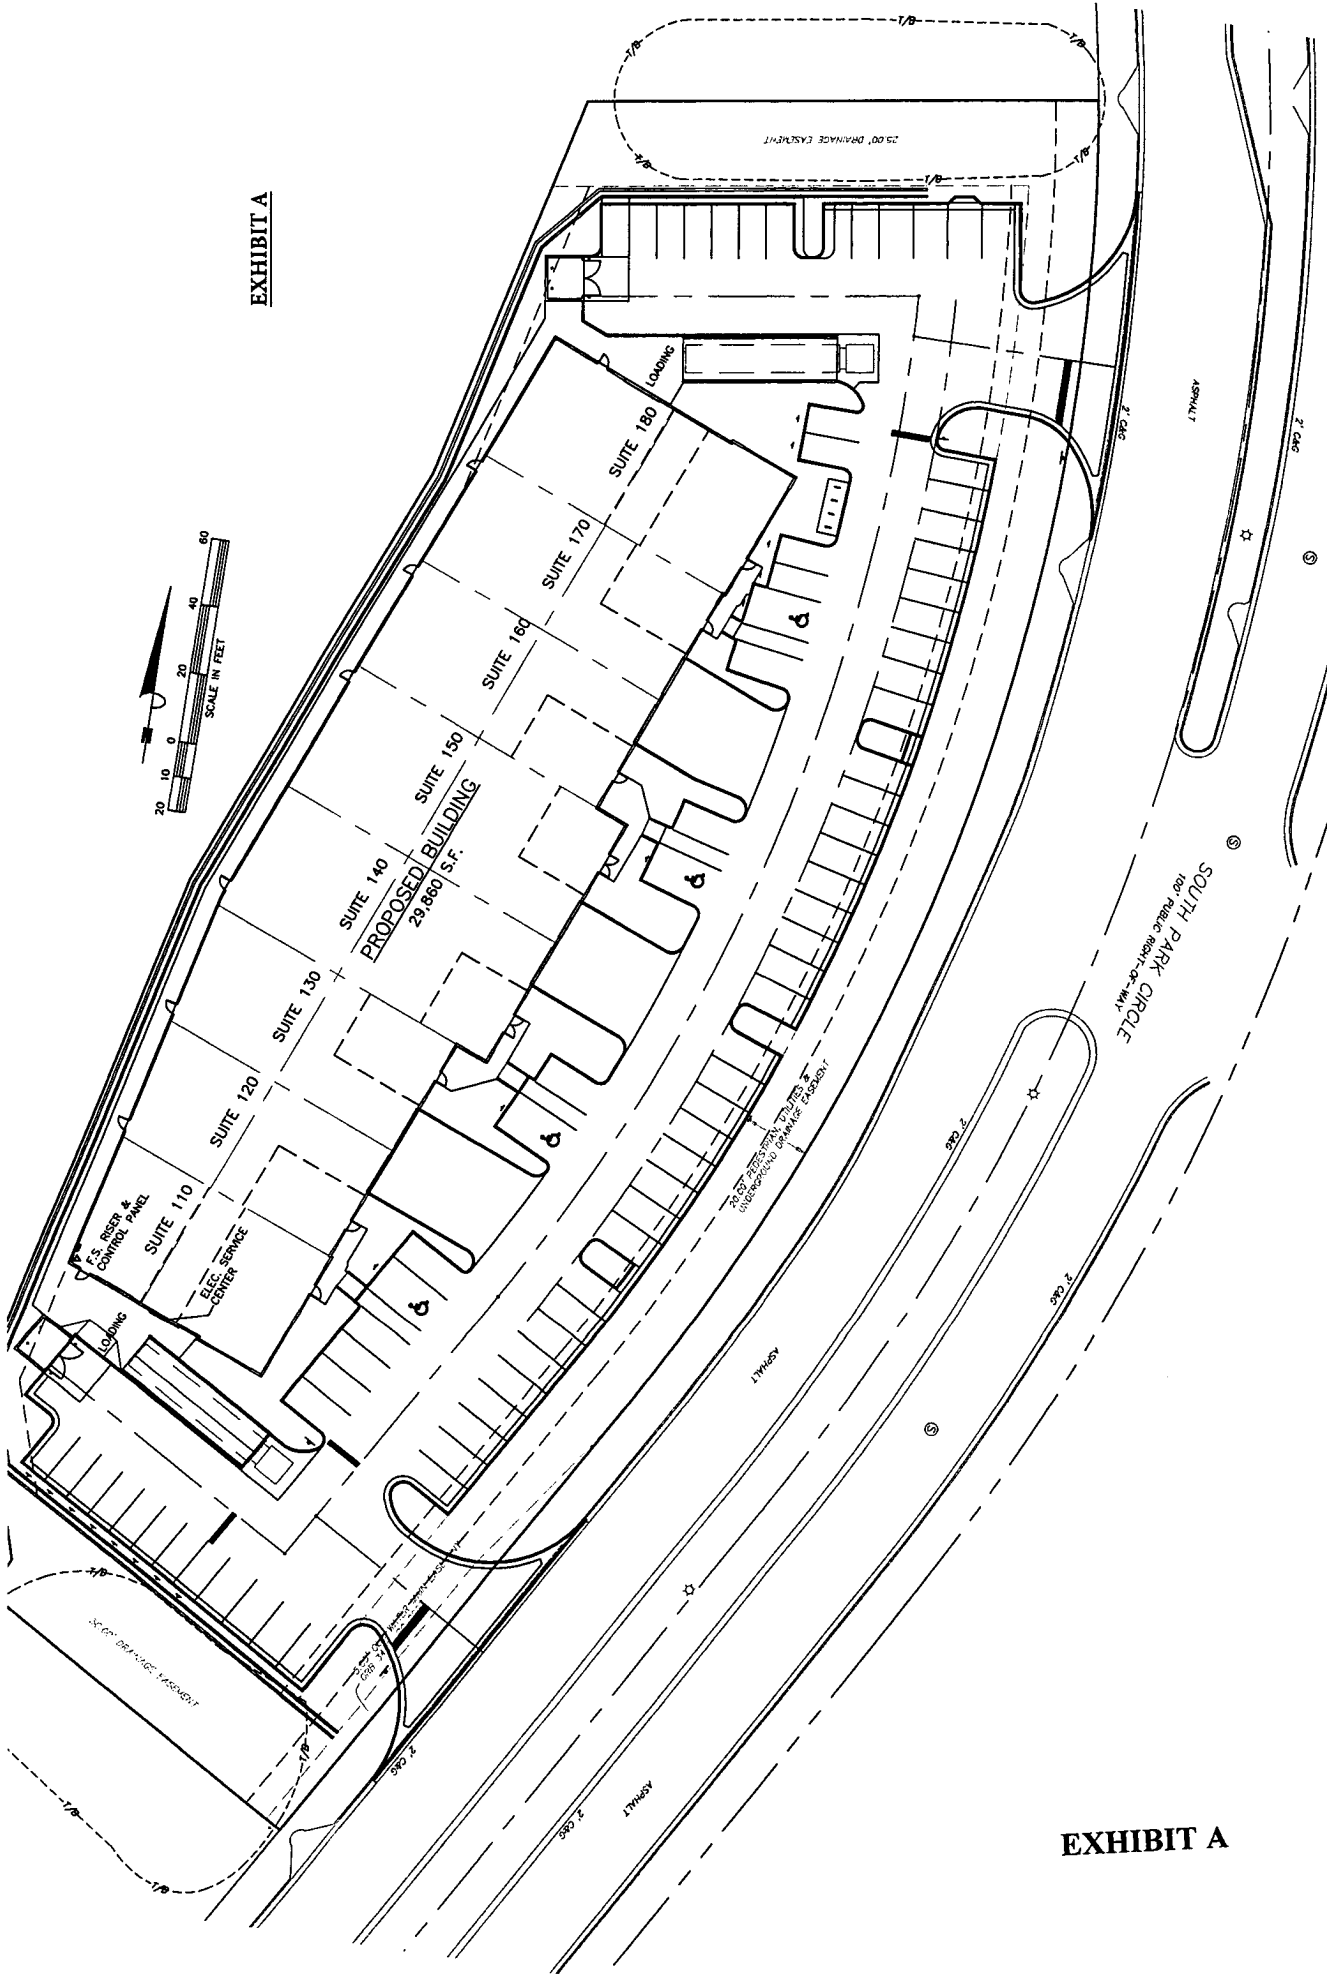 EXHIBIT A
25.00' DRAINAGE EASEMENT
T/B
T/B
T/B
T/B
T/B
T/B
LOADING
SUITE 180
SUITE 170
SUITE 160
SUITE 150
SUITE 140
SUITE 130
SUITE 120
SUITE 110
PROPOSED BUILDING
29,860 S.F.
F.S. RISER &
CONTROL PANEL
ELEC. SERVICE
CENTER
LOADING
20 10 0 20 40 60
SCALE IN FEET
N
ASPHALT
2' C&G
2' C&G
S
S
SOUTH PARK CIRCLE
100' PUBLIC RIGHT-OF-WAY
20.00' PEDESTRIAN, UTILITIES &
UNDERGROUND DRAINAGE EASEMENT
2' C&G
2' C&G
ASPHALT
S
WATER MAIN EASEMENT
DRAINAGE EASEMENT
T/B
T/B
T/B
T/B
2' C&G
2' C&G
ASPHALT
EXHIBIT A